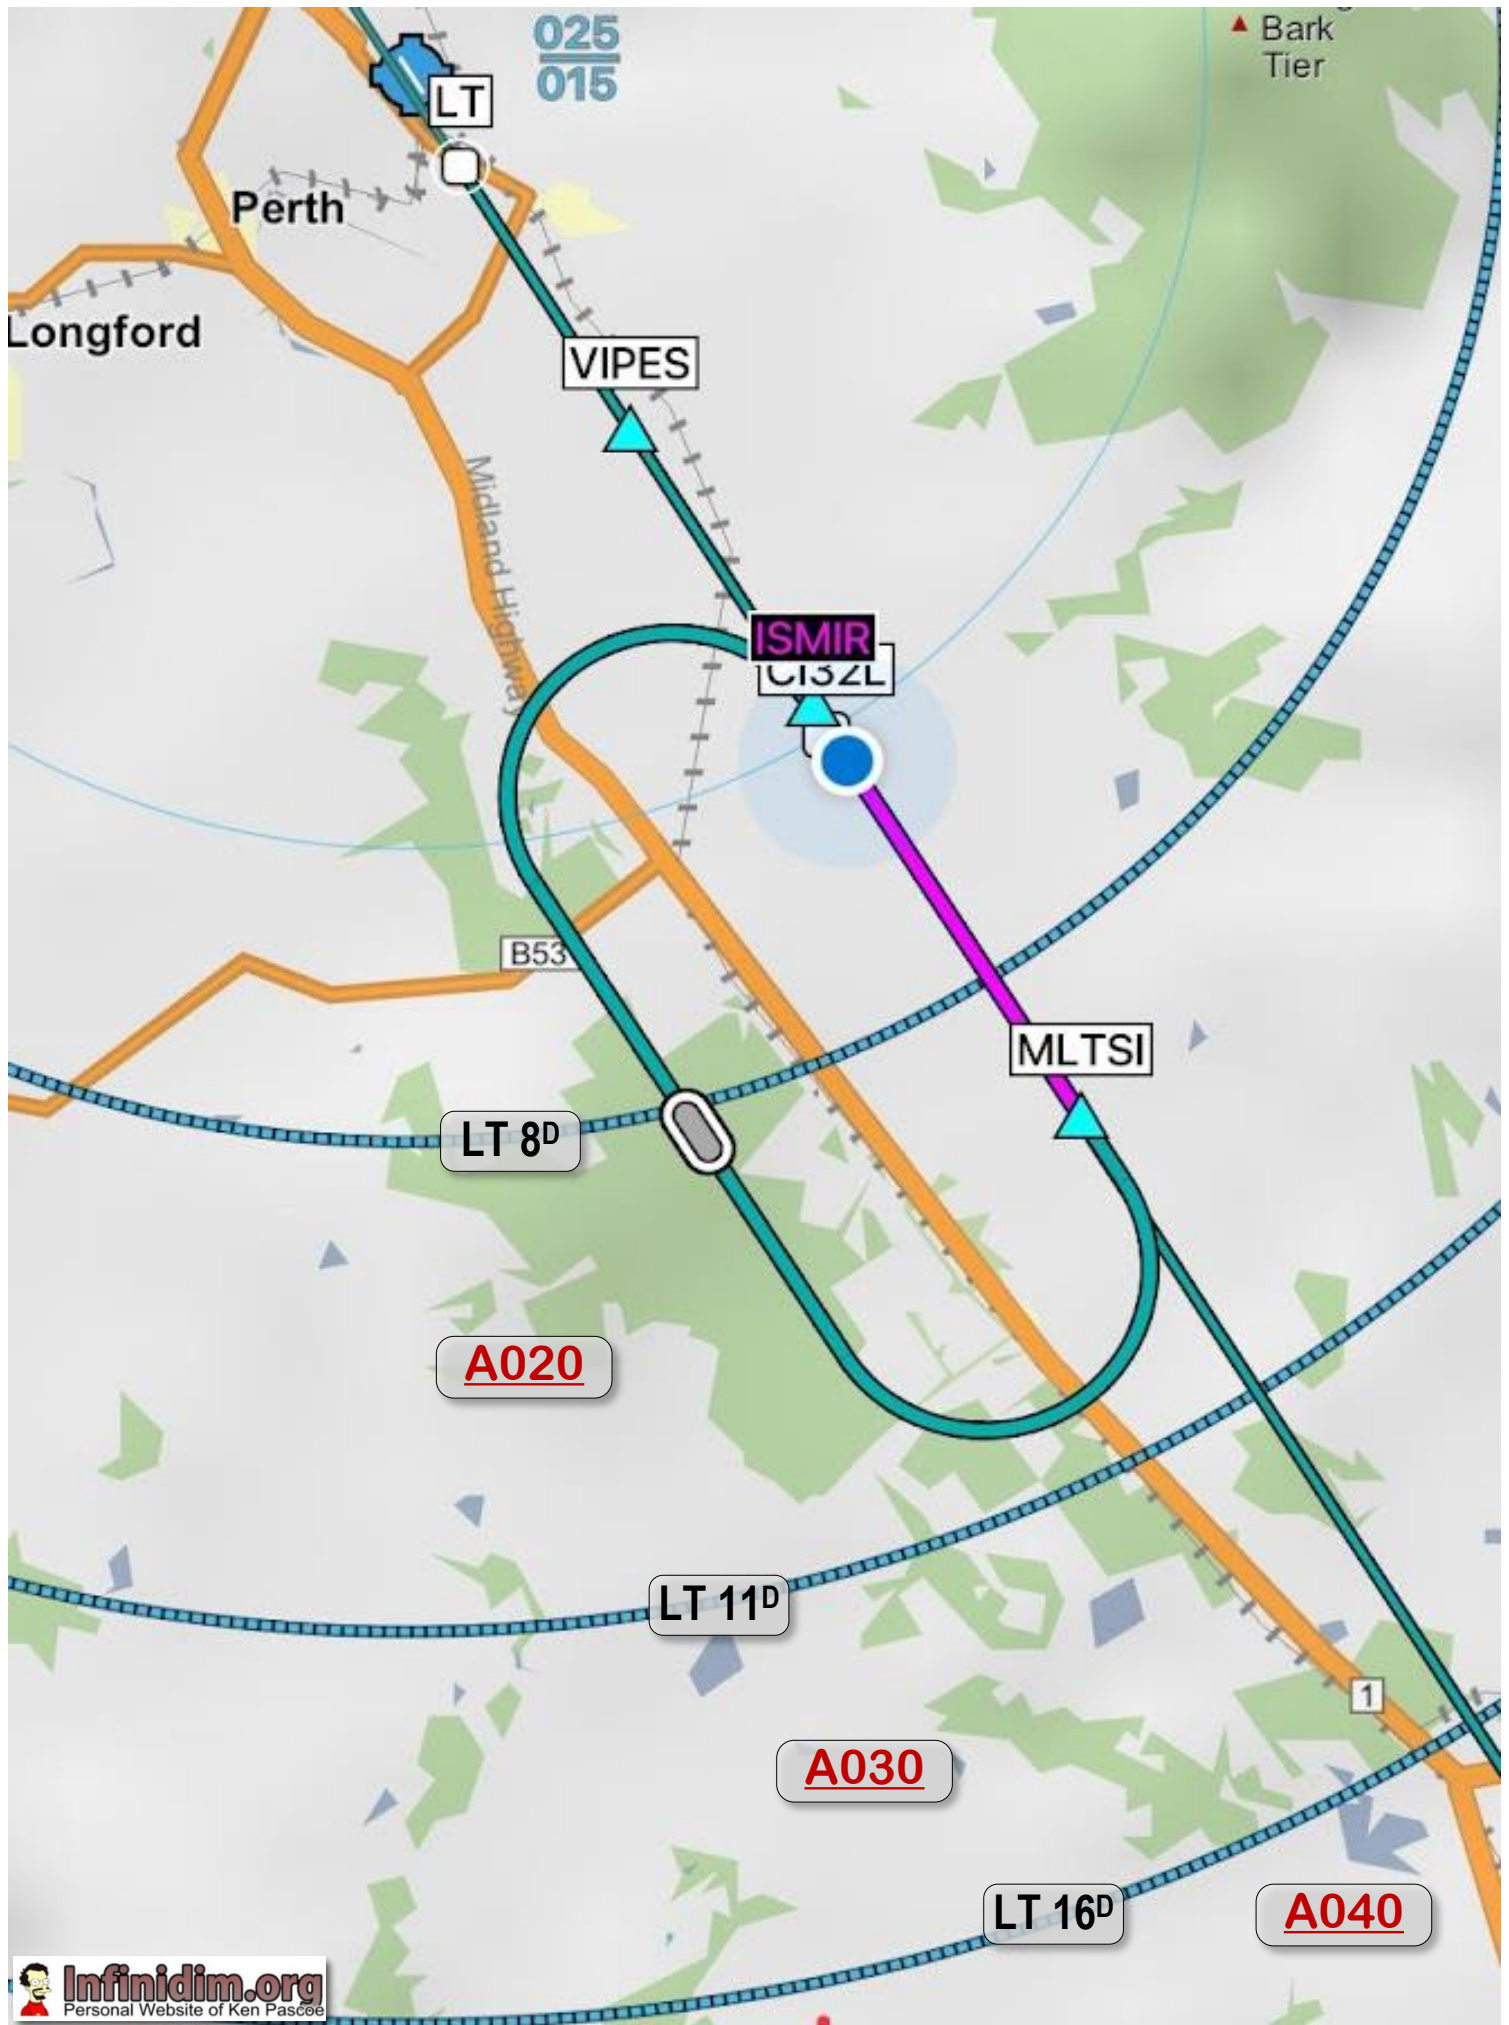 025
015
Bark
Tier
LT
Perth
Longford
VIPES
Midland Highway
ISMIR
CI32L
B53
MLTSI
LT 8D
A020
LT 11D
1
A030
LT 16D
A040
Infinidim.org
Personal Website of Ken Pascoe